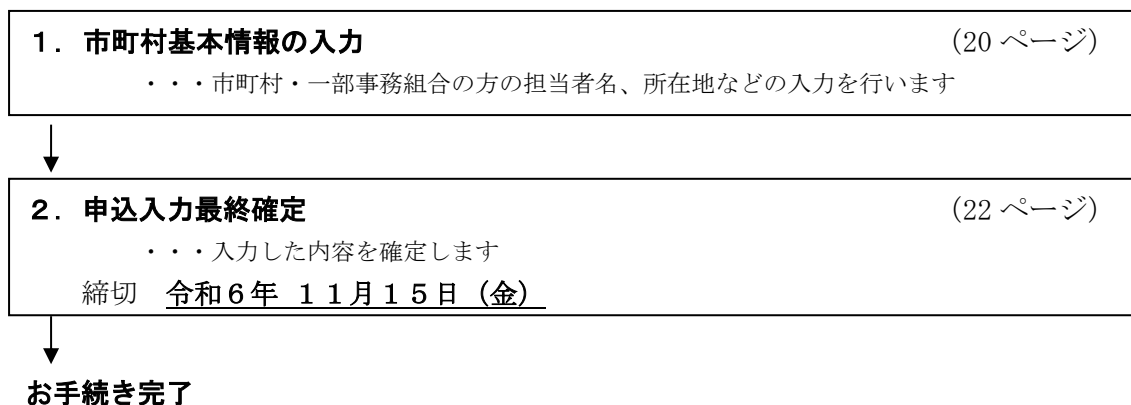 １．市町村基本情報の入力 (20 ページ)
・・・市町村・一部事務組合の方の担当者名、所在地などの入力を行います
２．申込入力最終確定 (22 ページ)
・・・入力した内容を確定します
締切 令和６年 １１月１５日（金）
お手続き完了